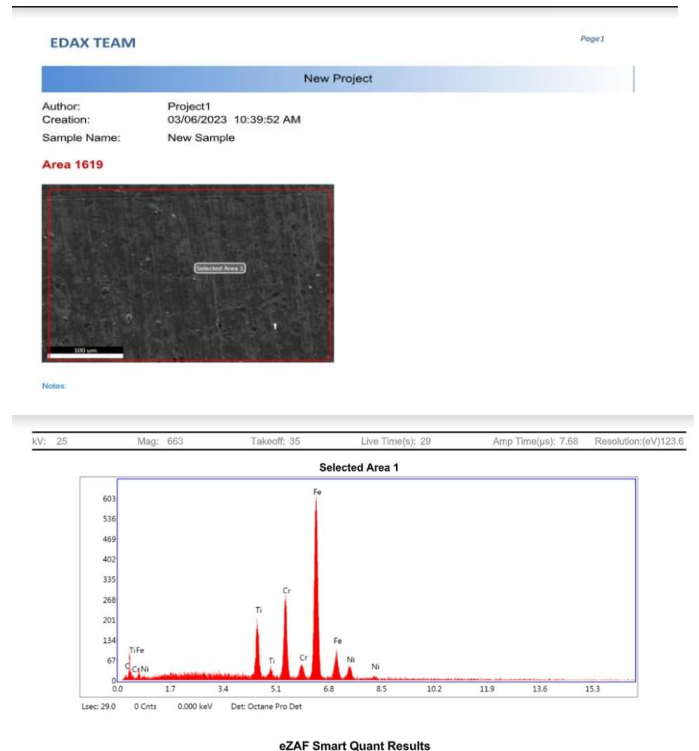 EDAX TEAM
Page1
New Project
Author: Project1
Creation: 03/06/2023 10:39:52 AM
Sample Name: New Sample
Area 1619
Selected Area 1
100 um
Notes:
kV: 25 Mag: 663 Takeoff: 35 Live Time(s): 29 Amp Time(µs): 7.68 Resolution:(eV)123.6
Selected Area 1
603
536
469
402
335
268
201
134
67
0
Fe
Cr
Ti
Fe
TiFe
Ti
Cr
Ni
Ni
C
CrNi
0.0 1.7 3.4 5.1 6.8 8.5 10.2 11.9 13.6 15.3
Lsec: 29.0 0 Cnts 0.000 keV Det: Octane Pro Det
eZAF Smart Quant Results